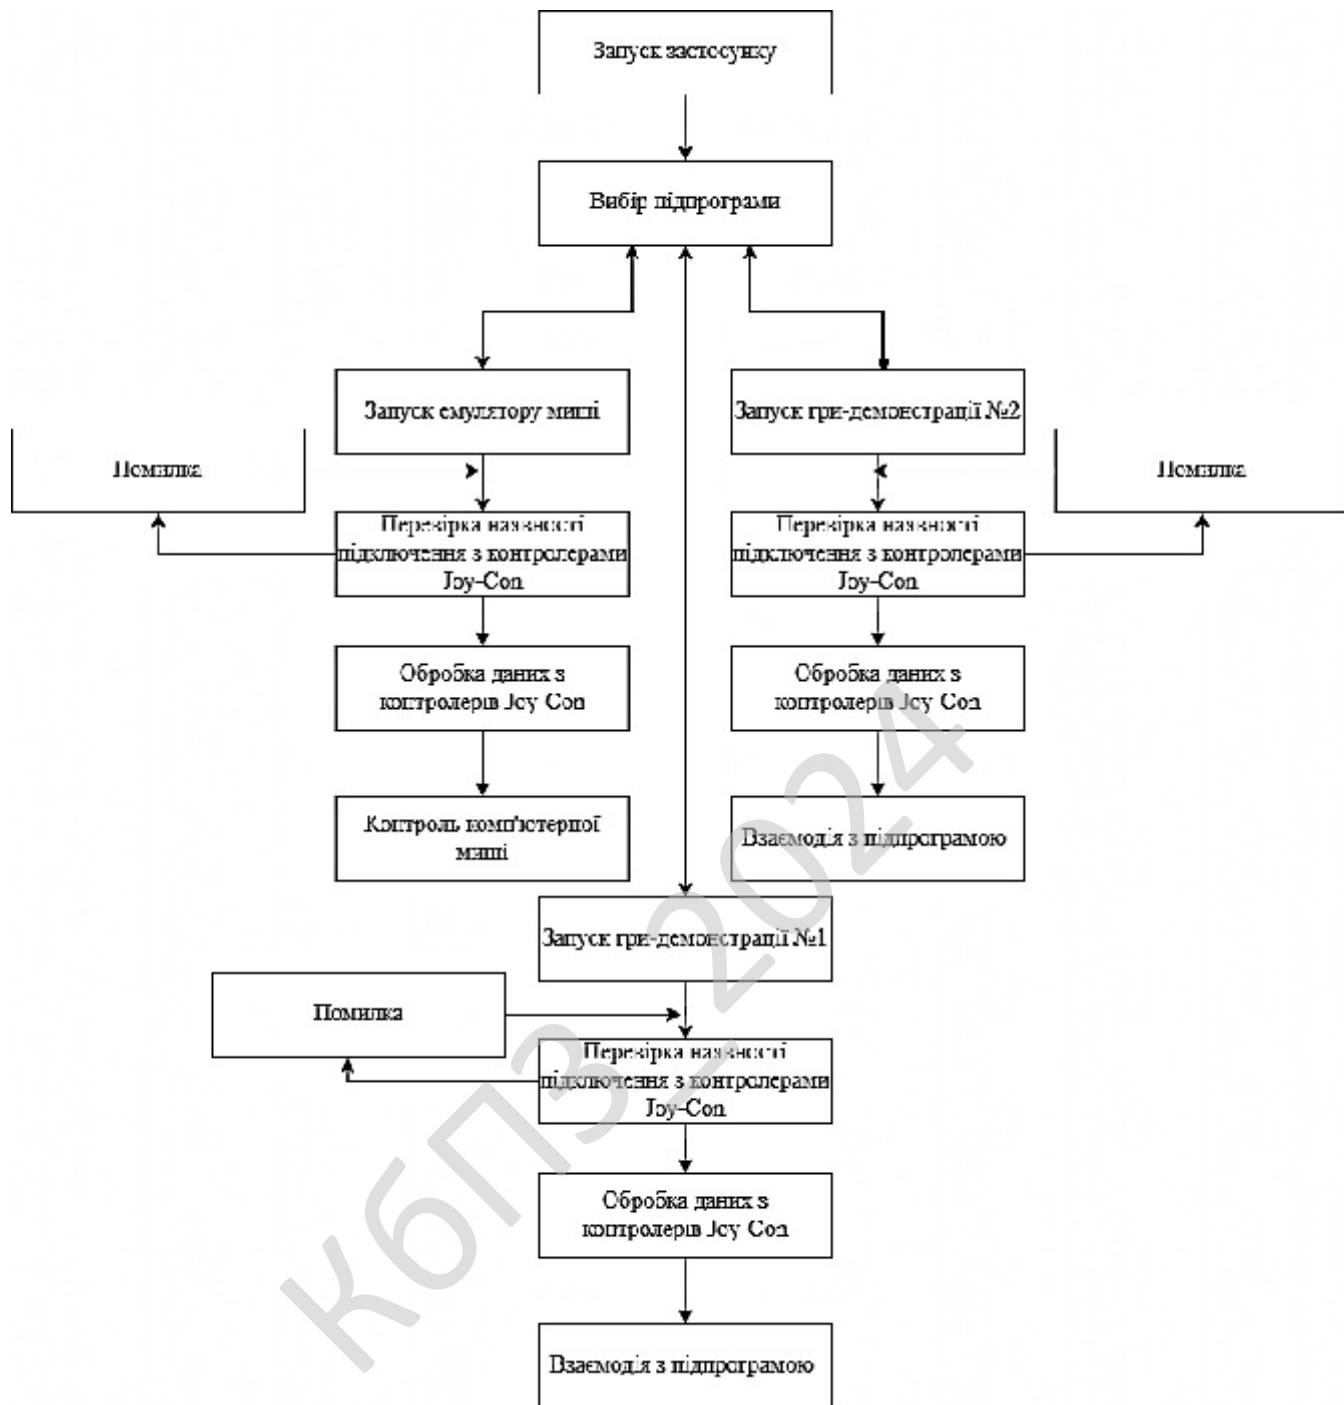 Запуск застосунку
Вибір підпрограми
Запуск емулятору миші
Запуск гри-демонстрації №2
Помилка
Помилка
Перевірка наявності
підключення з контролерами
Joy-Con
Перевірка наявності
підключення з контролерами
Joy-Con
Обробка даних з
контролерів Joy-Con
Обробка даних з
контролерів Joy-Con
Контроль комп'ютерної
миші
Взаємодія з підпрограмою
Запуск гри-демонстрації №1
Помилка
Перевірка наявності
підключення з контролерами
Joy-Con
Обробка даних з
контролерів Joy-Con
Взаємодія з підпрограмою
КбПЗ_2024